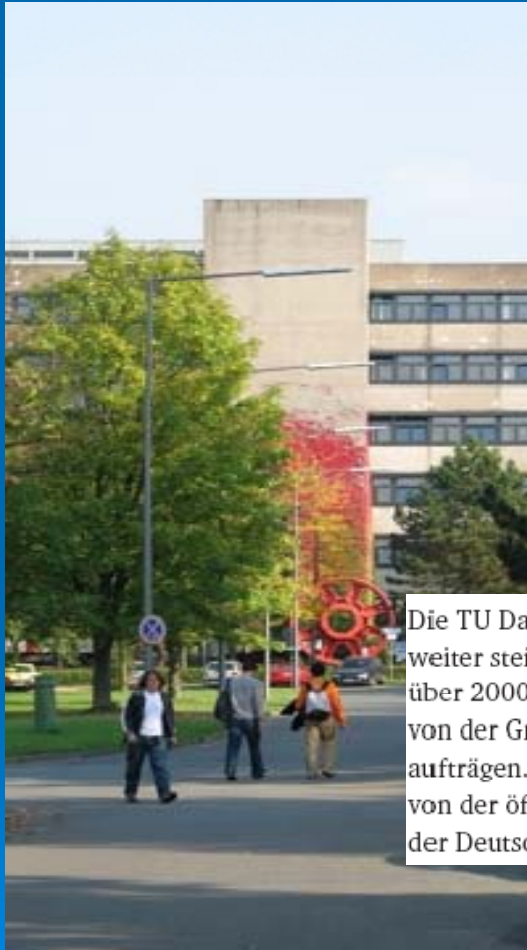 Die TU Da
weiter stei
über 2000
von der Gr
aufträgen.
von der öf
der Deutsc